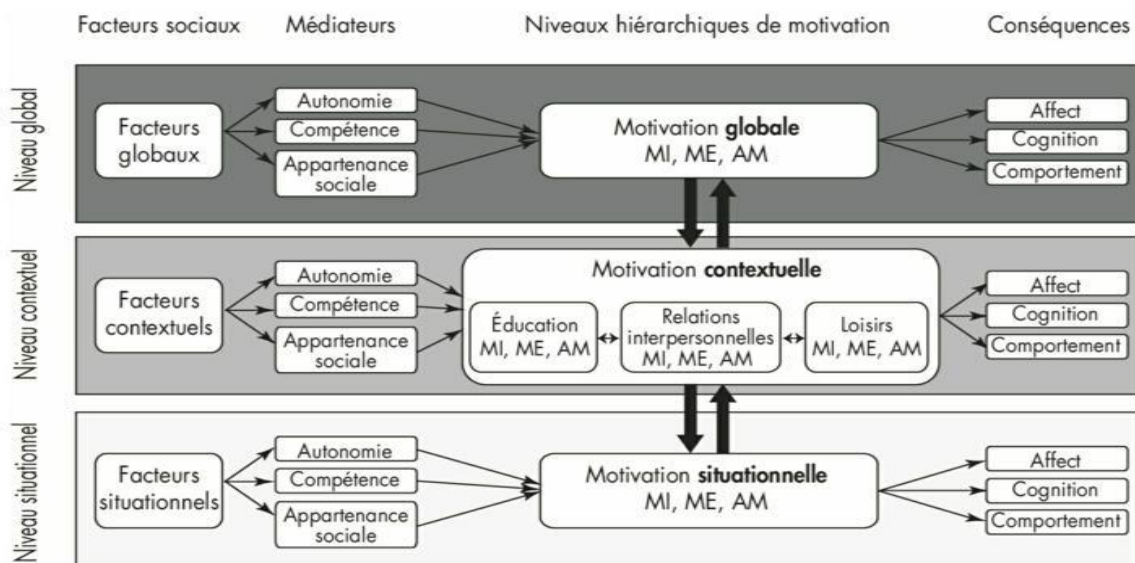 Facteurs sociaux
Médiateurs
Niveaux hiérarchiques de motivation
Conséquences
Niveau global
Facteurs
globaux
Autonomie
Compétence
Appartenance
sociale
Motivation globale
MI, ME, AM
Affect
Cognition
Comportement
Niveau contextuel
Facteurs
contextuels
Autonomie
Compétence
Appartenance
sociale
Motivation contextuelle
Éducation
MI, ME, AM
Relations
interpersonnelles
MI, ME, AM
Loisirs
MI, ME, AM
Affect
Cognition
Comportement
Niveau situationnel
Facteurs
situationnels
Autonomie
Compétence
Appartenance
sociale
Motivation situationnelle
MI, ME, AM
Affect
Cognition
Comportement